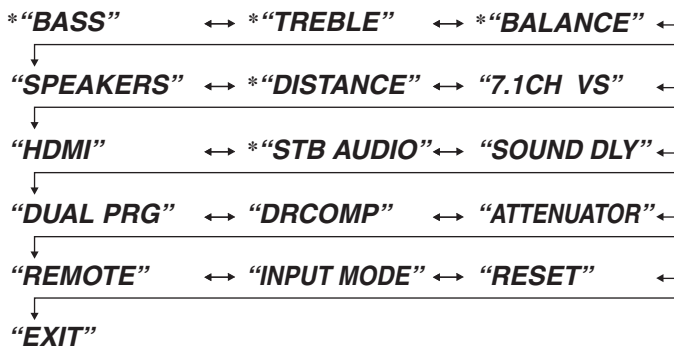 *“BASS” ↔ *“TREBLE” ↔ *“BALANCE” ←
“SPEAKERS” ↔ *“DISTANCE” ↔ “7.1CH VS” ←
“HDMI” ↔ *“STB AUDIO” ↔ “SOUND DLY” ←
“DUAL PRG” ↔ “DRCOMP” ↔ “ATTENUATOR” ←
“REMOTE” ↔ “INPUT MODE” ↔ “RESET” ←
“EXIT”